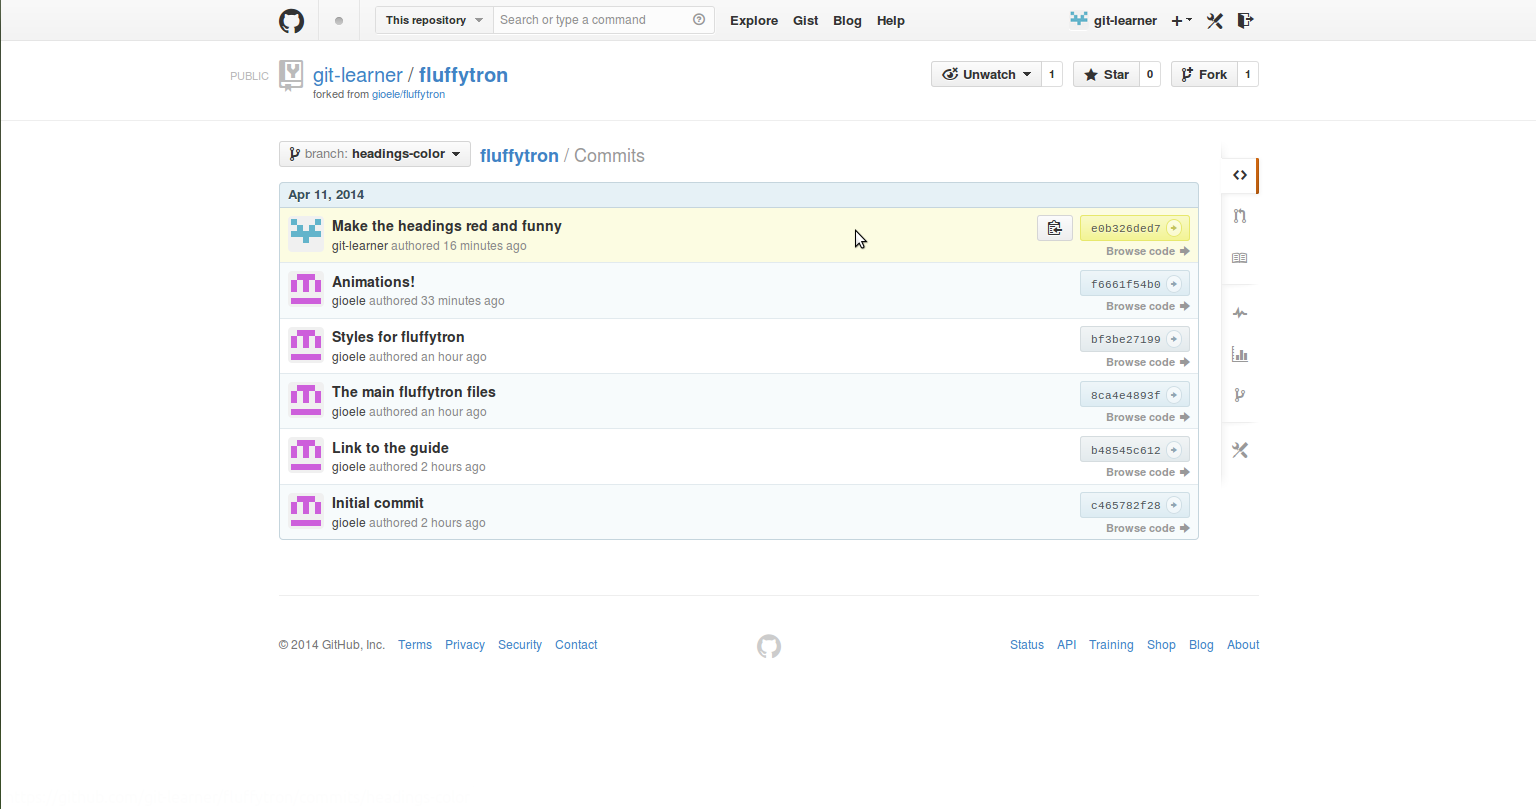 This repository Search or type a command Explore Gist Blog Help git-learner
PUBLIC git-learner / fluffytron Unwatch 1 Star 0 Fork 1
forked from gioele/fluffytron
branch: headings-color fluffytron / Commits
Apr 11, 2014
Make the headings red and funny e0b326ded7
git-learner authored 16 minutes ago Browse code
Animations! f6661f54b0
gioele authored 33 minutes ago Browse code
Styles for fluffytron bf3be27199
gioele authored an hour ago Browse code
The main fluffytron files 8ca4e4893f
gioele authored an hour ago Browse code
Link to the guide b48545c612
gioele authored 2 hours ago Browse code
Initial commit c465782f28
gioele authored 2 hours ago Browse code
© 2014 GitHub, Inc. Terms Privacy Security Contact Status API Training Shop Blog About